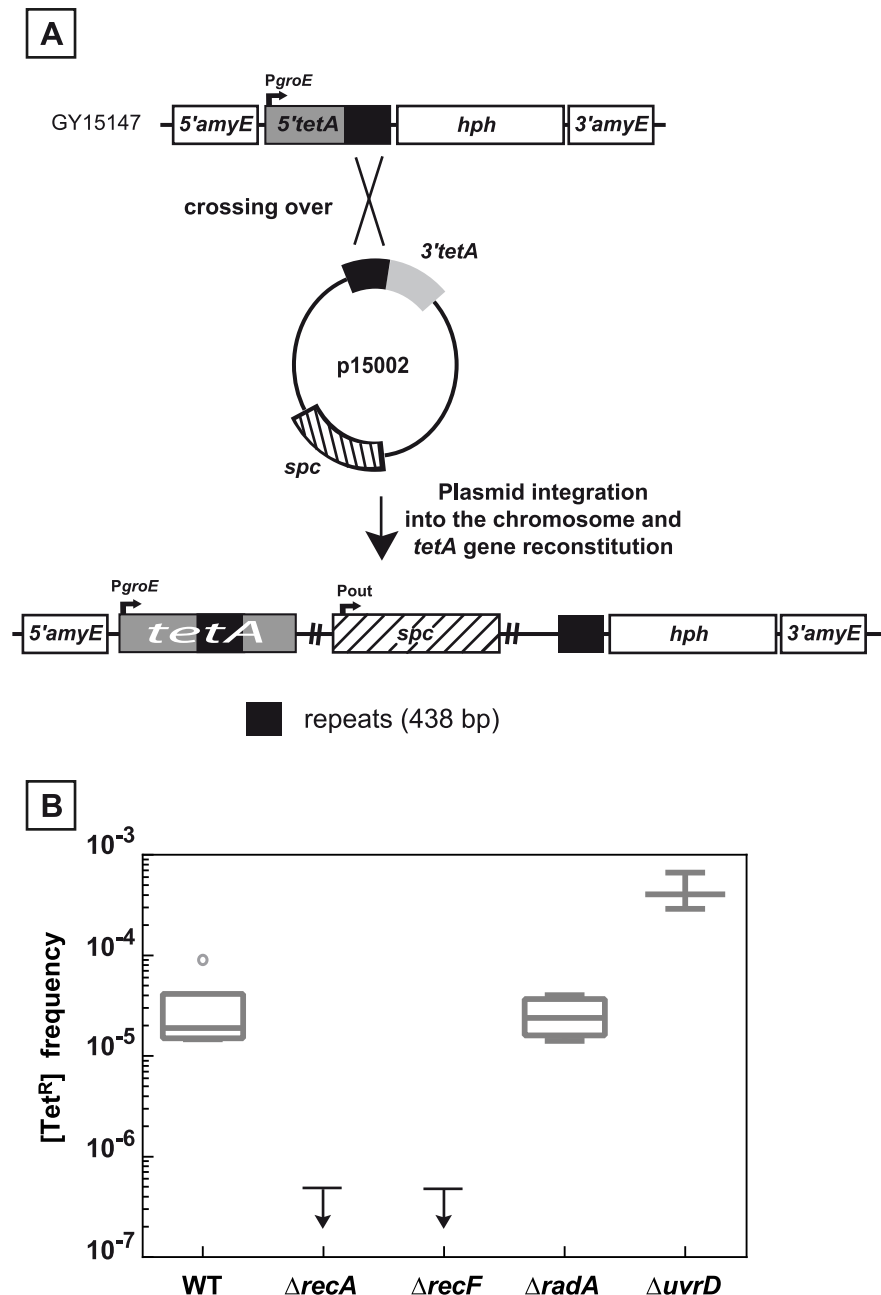 A
PgroE
GY15147
5'amyE 5'tetA hph 3'amyE
crossing over
3'tetA
p15002
spc
Plasmid integration
into the chromosome and
tetA gene reconstitution
PgroE Pout
5'amyE tetA spc hph 3'amyE
repeats (438 bp)
B
[Tetᴿ] frequency
10⁻³
10⁻⁴
10⁻⁵
10⁻⁶
10⁻⁷
WT ΔrecA ΔrecF ΔradA ΔuvrD